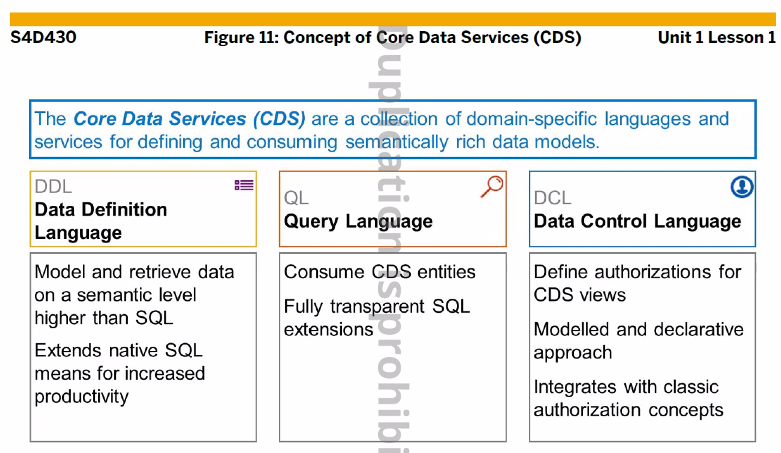 S4D430 Figure 11: Concept of Core Data Services (CDS) Unit 1 Lesson 1
The Core Data Services (CDS) are a collection of domain-specific languages and
services for defining and consuming semantically rich data models.
DDL
Data Definition
Language
Model and retrieve data
on a semantic level
higher than SQL
Extends native SQL
means for increased
productivity
QL
Query Language
Consume CDS entities
Fully transparent SQL
extensions
DCL
Data Control Language
Define authorizations for
CDS views
Modelled and declarative
approach
Integrates with classic
authorization concepts